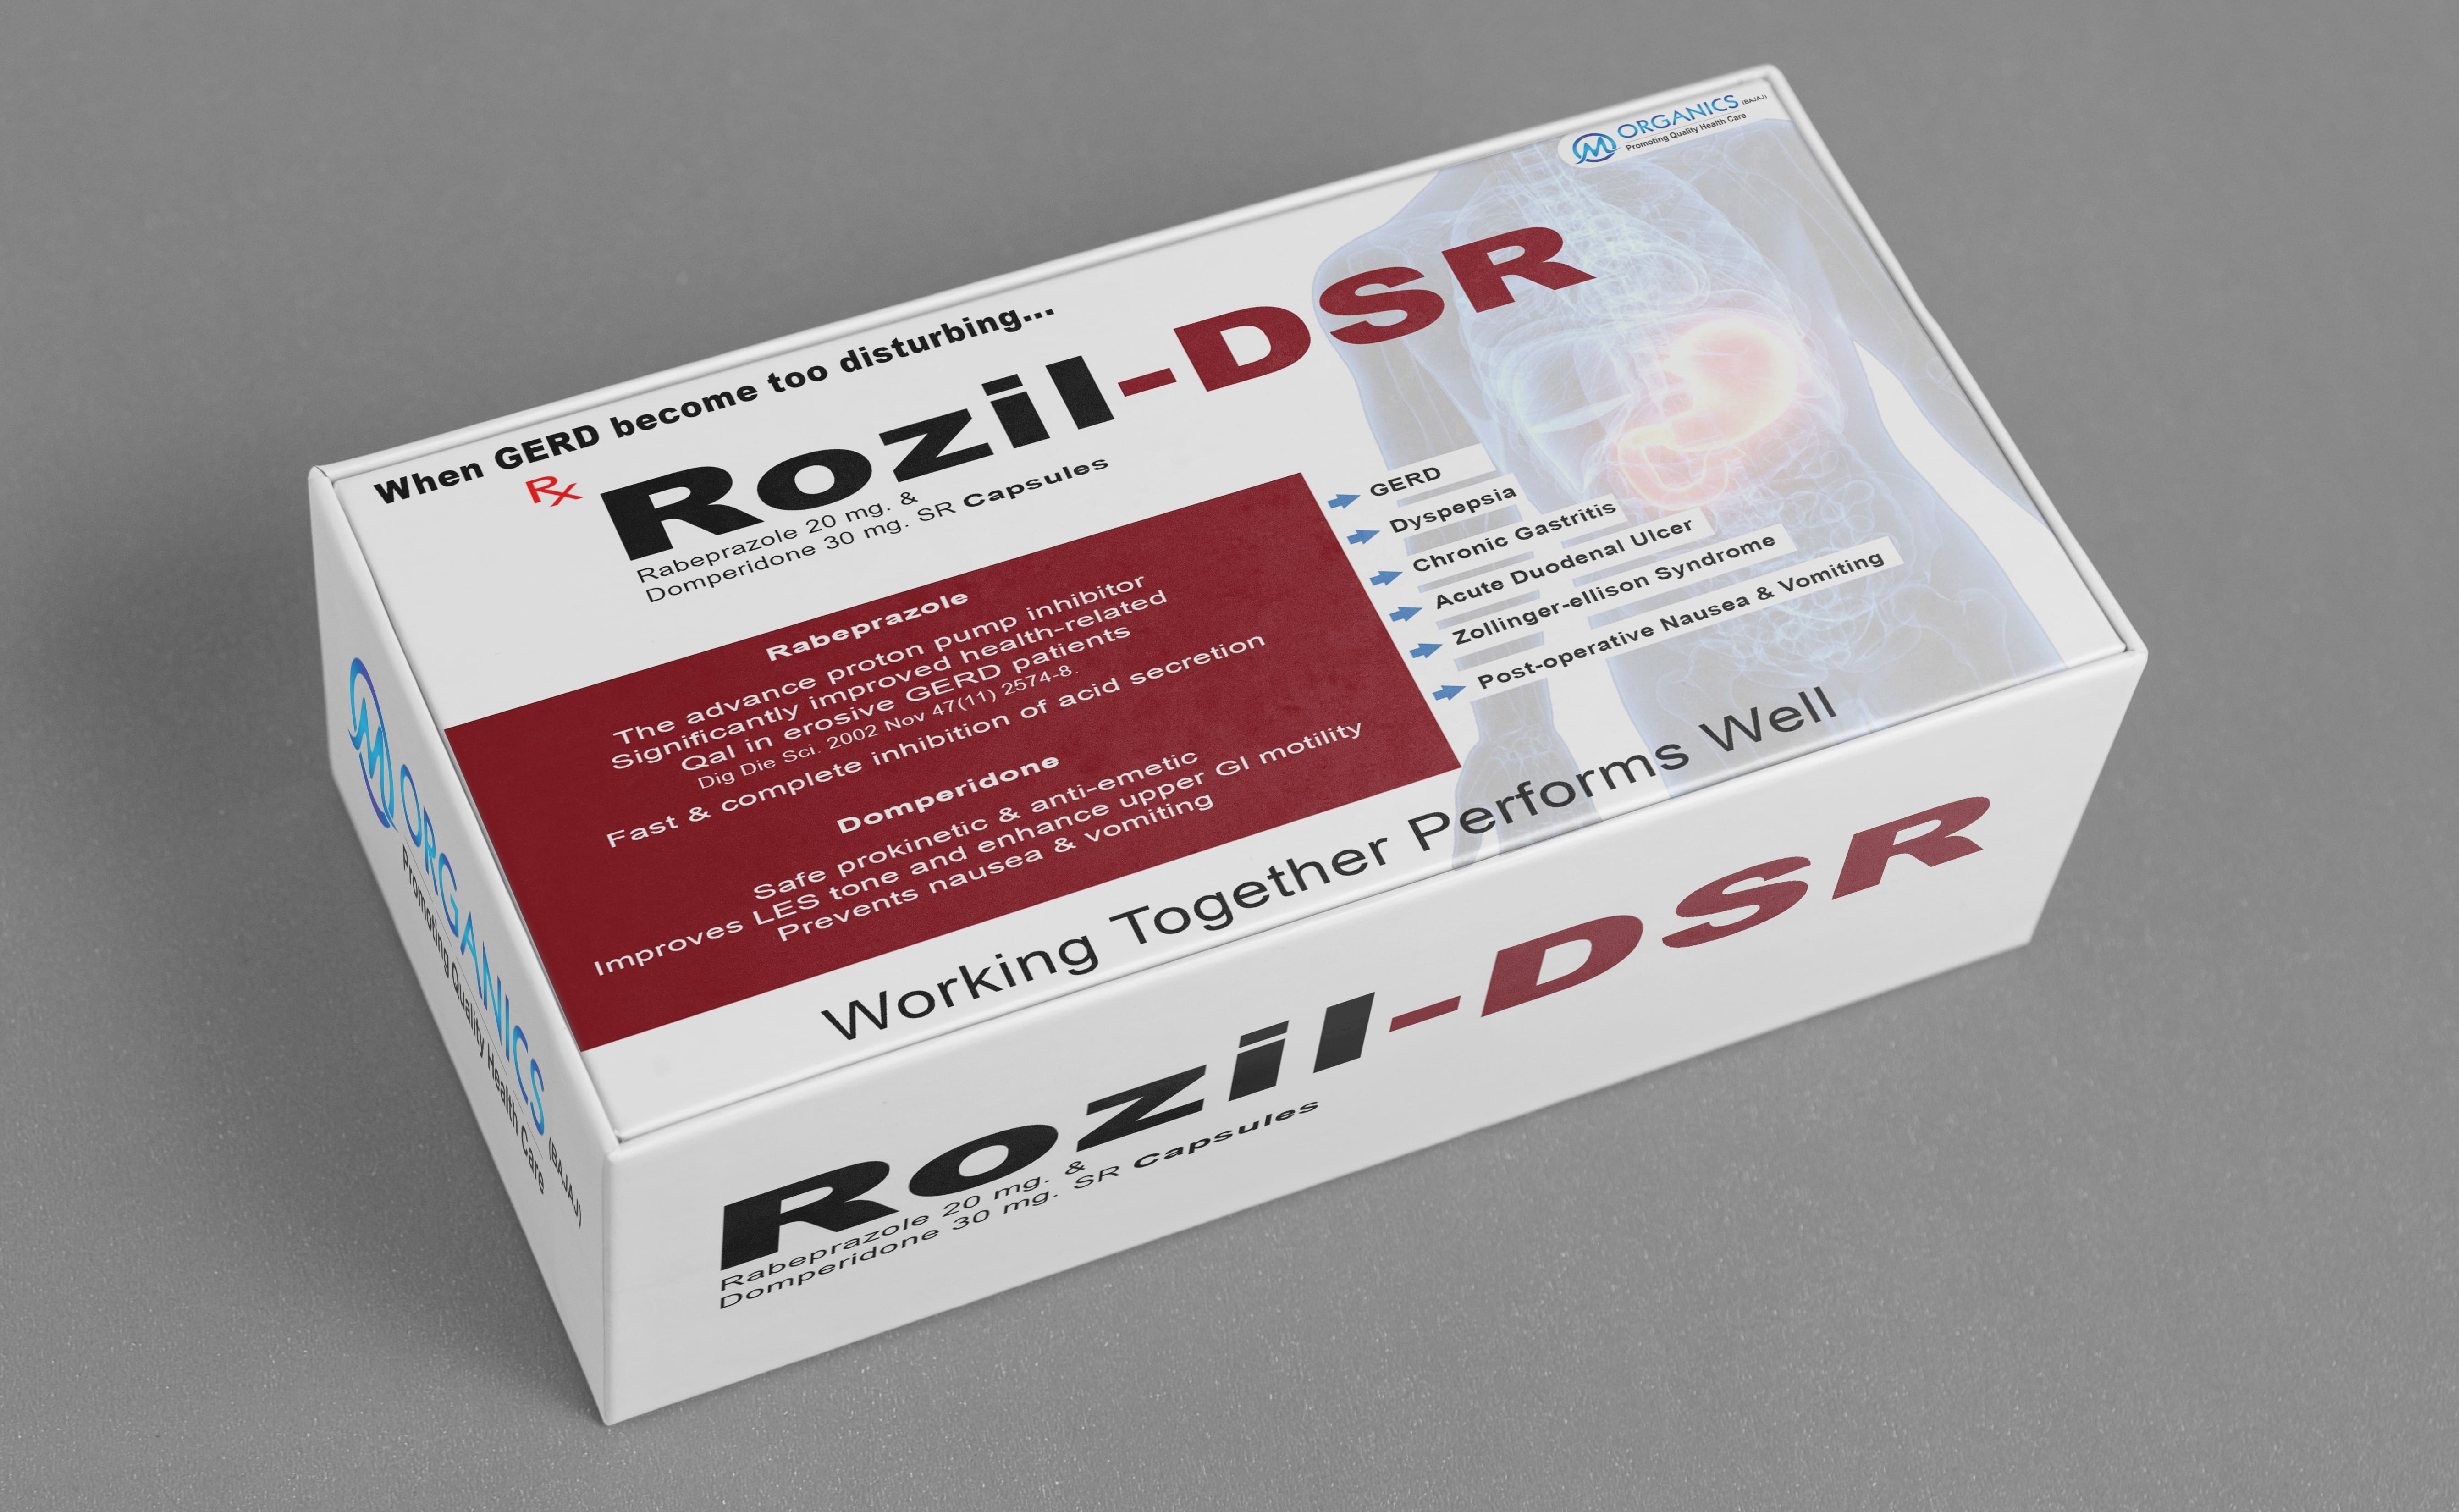 M ORGANICS (BAJAJ)
Promoting Quality Health Care
When GERD become too disturbing...
Rx Rozil-DSR
Rabeprazole 20 mg. &
Domperidone 30 mg. SR Capsules
Rabeprazole
The advance proton pump inhibitor
Significantly improved health-related
Qal in erosive GERD patients
Dig Die Sci. 2002 Nov 47(11) 2574-8.
Fast & complete inhibition of acid secretion
Domperidone
Safe prokinetic & anti-emetic
Improves LES tone and enhance upper GI motility
Prevents nausea & vomiting
GERD
Dyspepsia
Chronic Gastritis
Acute Duodenal Ulcer
Zollinger-ellison Syndrome
Post-operative Nausea & Vomiting
Working Together Performs Well
Rozil-DSR
Rabeprazole 20 mg. &
Domperidone 30 mg. SR Capsules
M ORGANICS (BAJAJ)
Promoting Quality Health Care